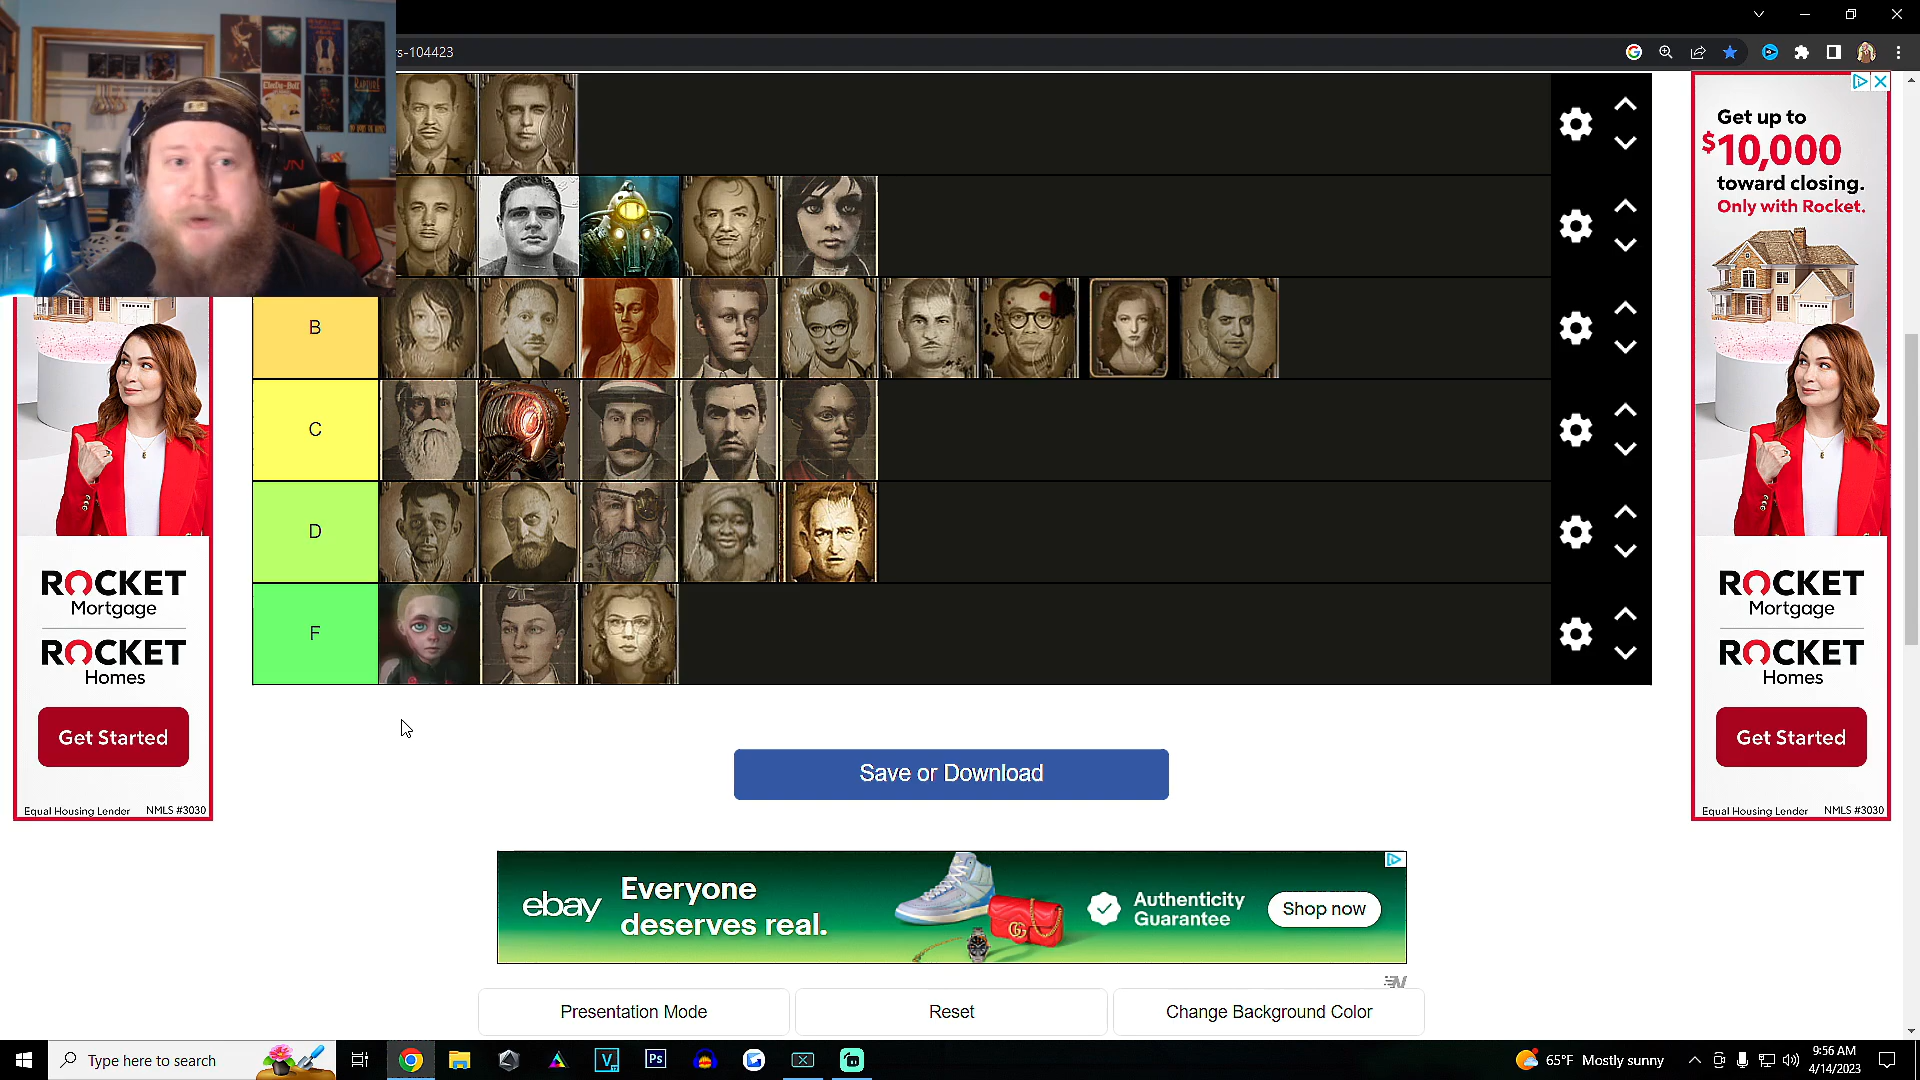 s-104423
Get up to
$10,000
toward closing.
Only with Rocket.
B
C
D
F
ROCKET
Mortgage
ROCKET
Homes
Get Started
Equal Housing Lender NMLS #3030
ROCKET
Mortgage
ROCKET
Homes
Get Started
Equal Housing Lender NMLS #3030
Save or Download
ebay
Everyone
deserves real.
Authenticity
Guarantee
Shop now
Presentation Mode
Reset
Change Background Color
Type here to search
Ps
65°F Mostly sunny
9:56 AM
4/14/2023